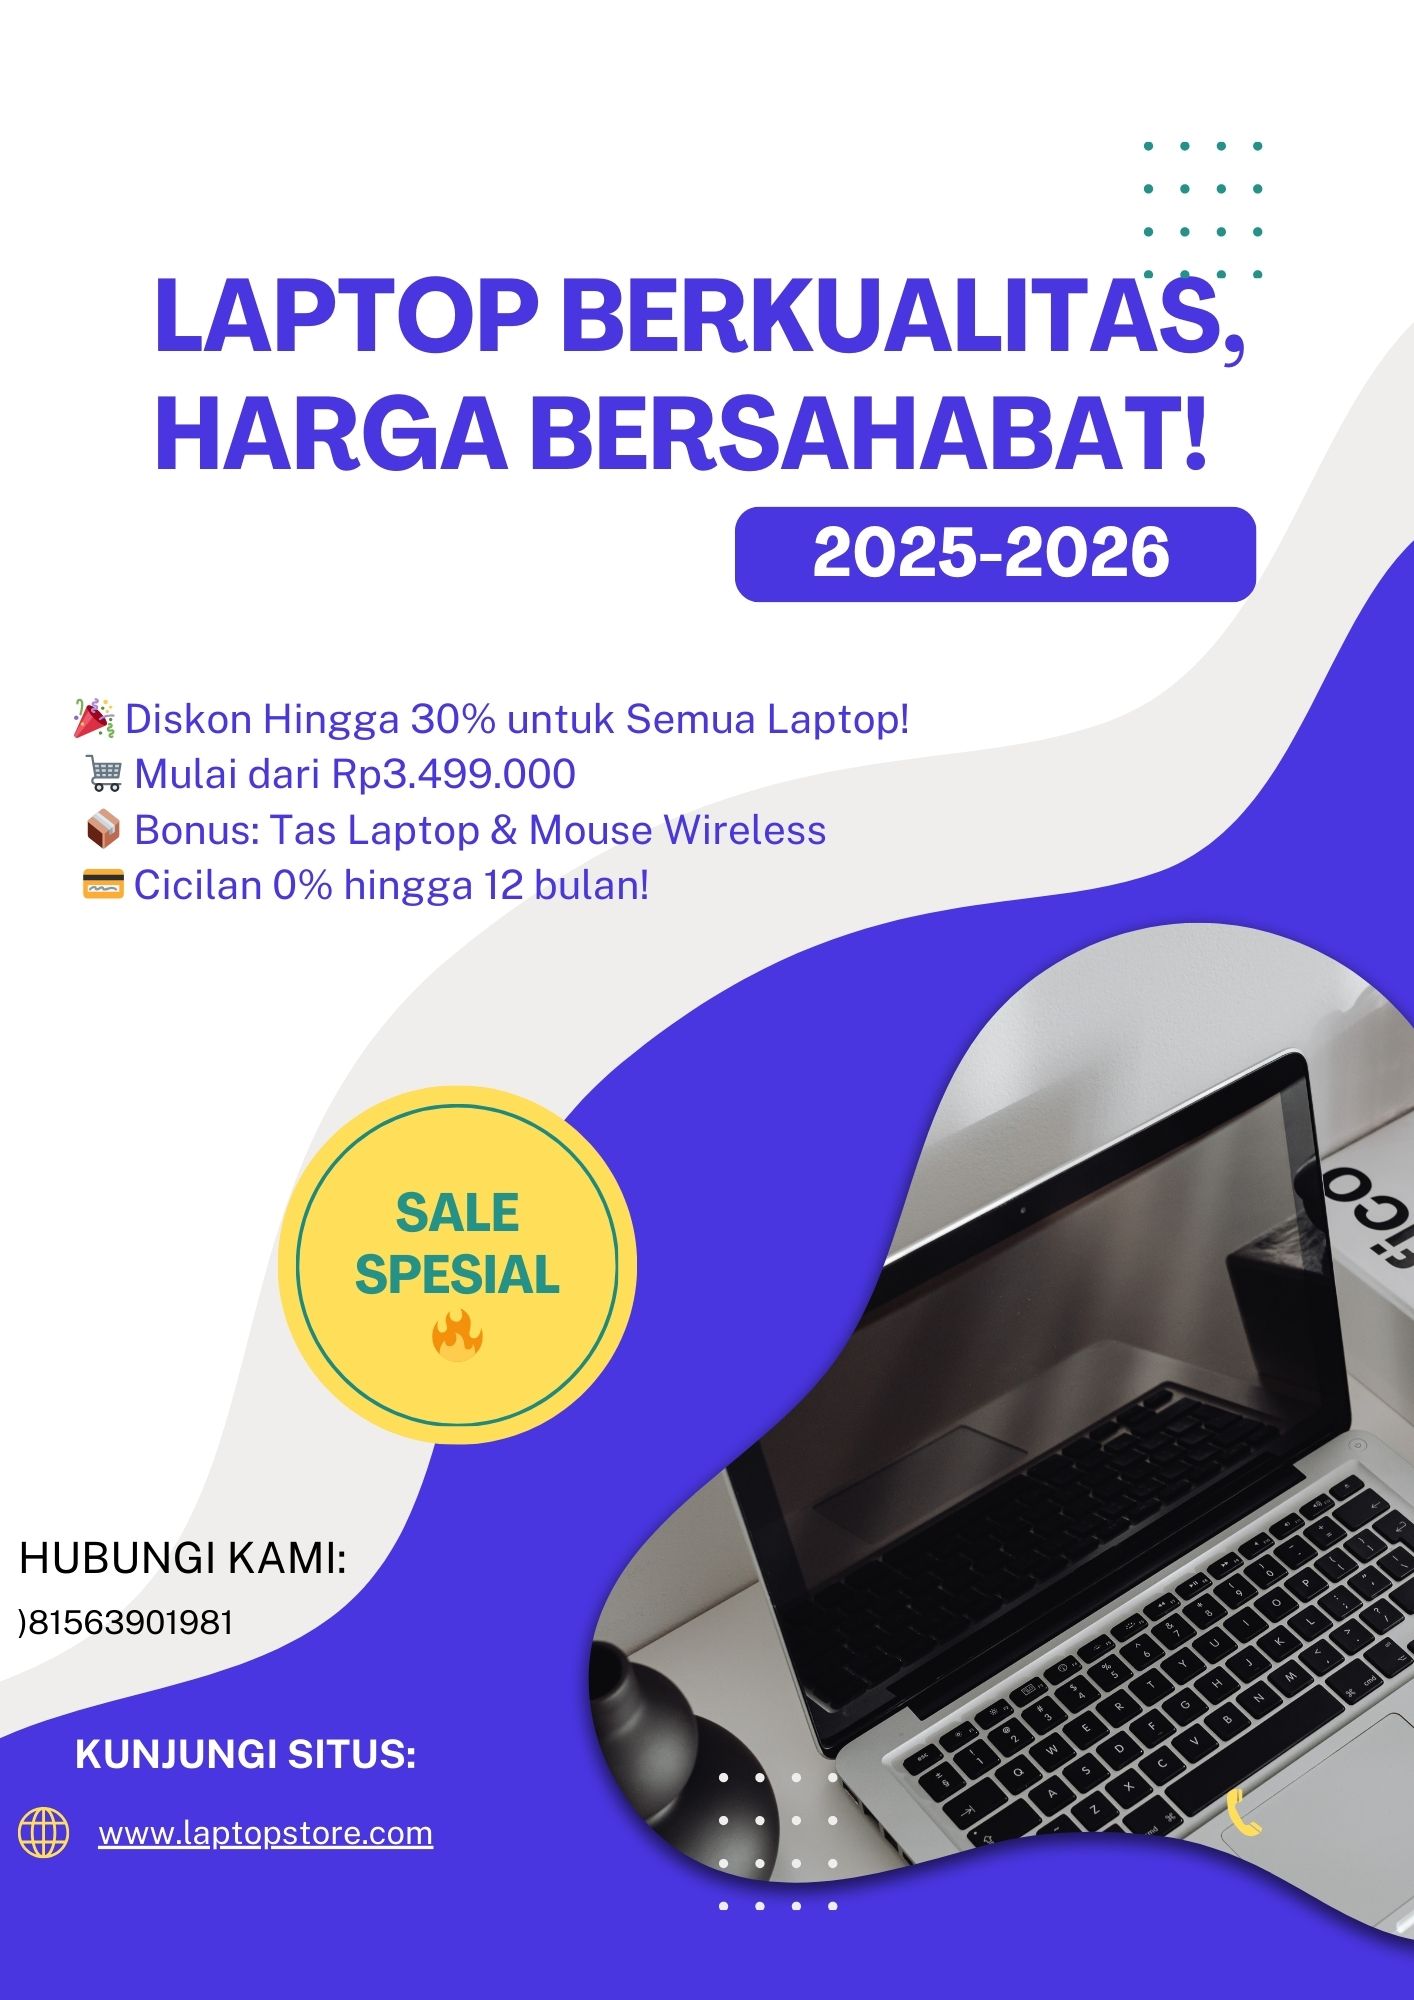 LAPTOP BERKUALITAS,
HARGA BERSAHABAT!
2025-2026
🎉 Diskon Hingga 30% untuk Semua Laptop!
🛒 Mulai dari Rp3.499.000
📦 Bonus: Tas Laptop & Mouse Wireless
💳 Cicilan 0% hingga 12 bulan!
SALE
SPESIAL
🔥
HUBUNGI KAMI:
)81563901981
KUNJUNGI SITUS:
www.laptopstore.com